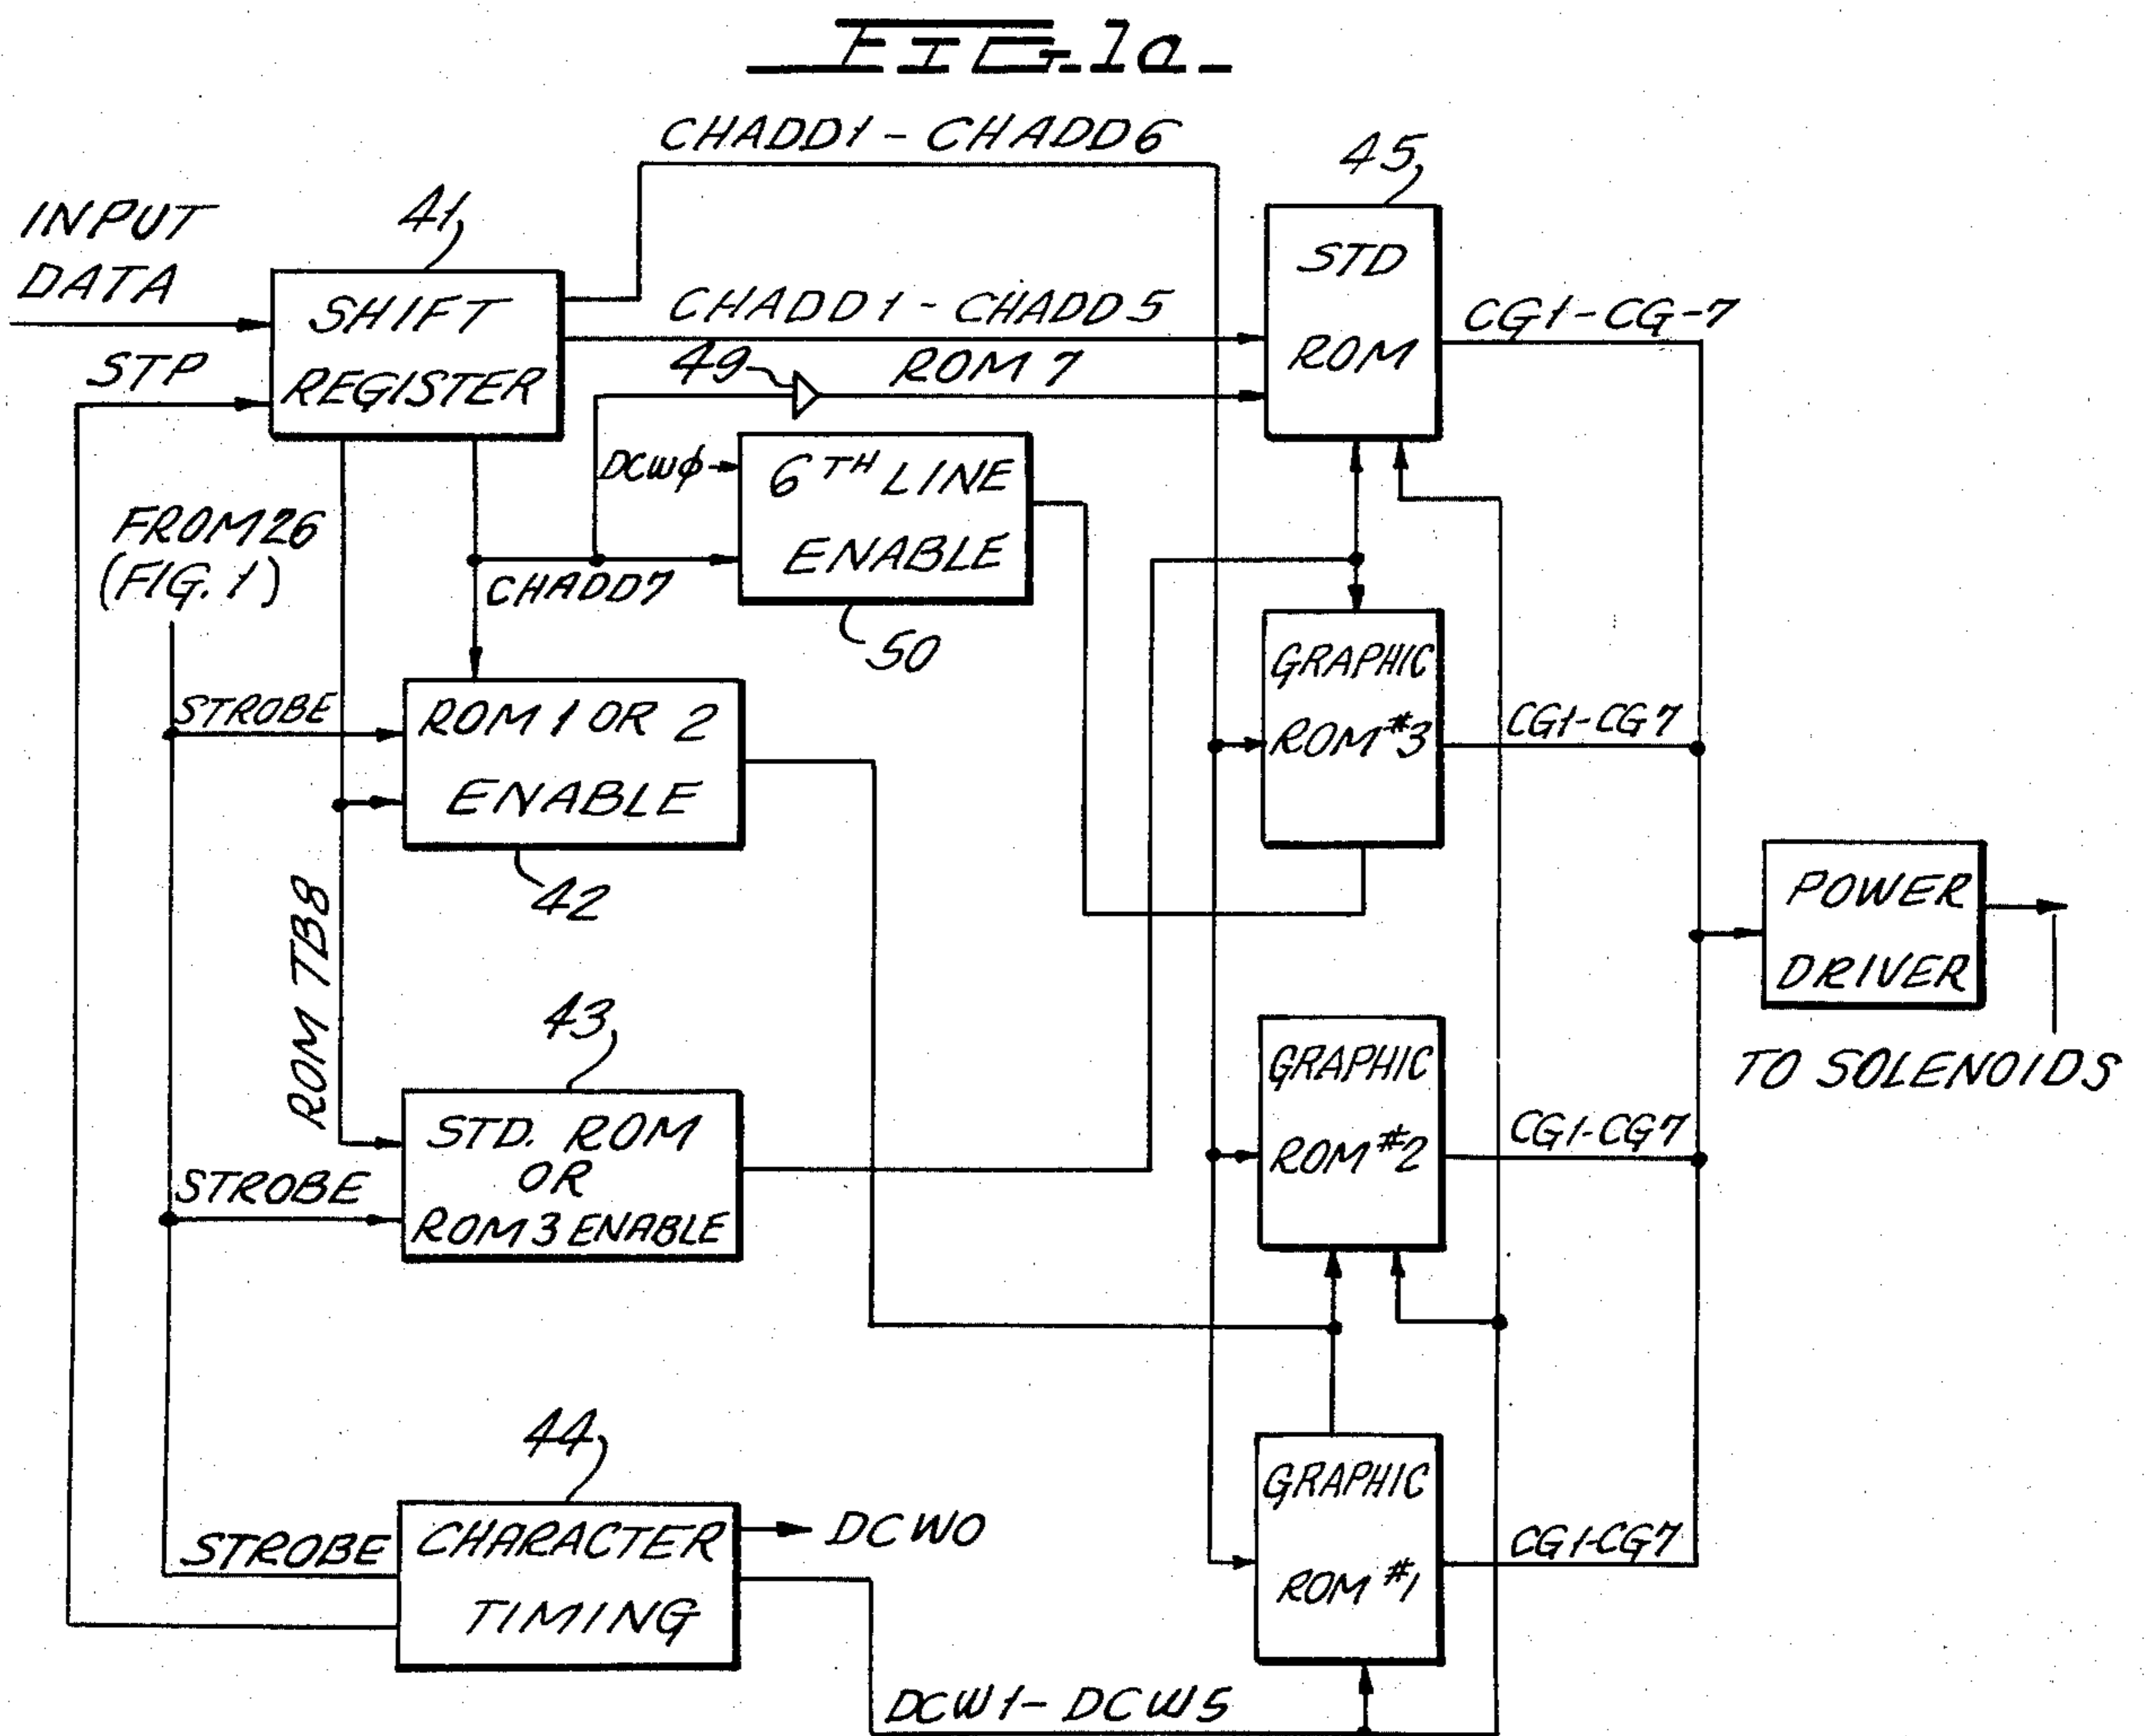 FIG. 1a
CHADD1 - CHADD6
45
INPUT
DATA
41
SHIFT
REGISTER
STP
CHADD1 - CHADD5
49
ROM 7
STD
ROM
CG1-CG-7
DCWφ
6TH LINE
ENABLE
50
CHADD7
FROM 26
(FIG. 1)
STROBE
ROM 1 OR 2
ENABLE
42
GRAPHIC
ROM #3
CG1-CG7
ROM TB8
POWER
DRIVER
TO SOLENOIDS
43
STD. ROM
OR
ROM 3 ENABLE
STROBE
GRAPHIC
ROM #2
CG1-CG7
44
STROBE
CHARACTER
TIMING
DCW0
GRAPHIC
ROM #1
CG1-CG7
DCW1- DCW5